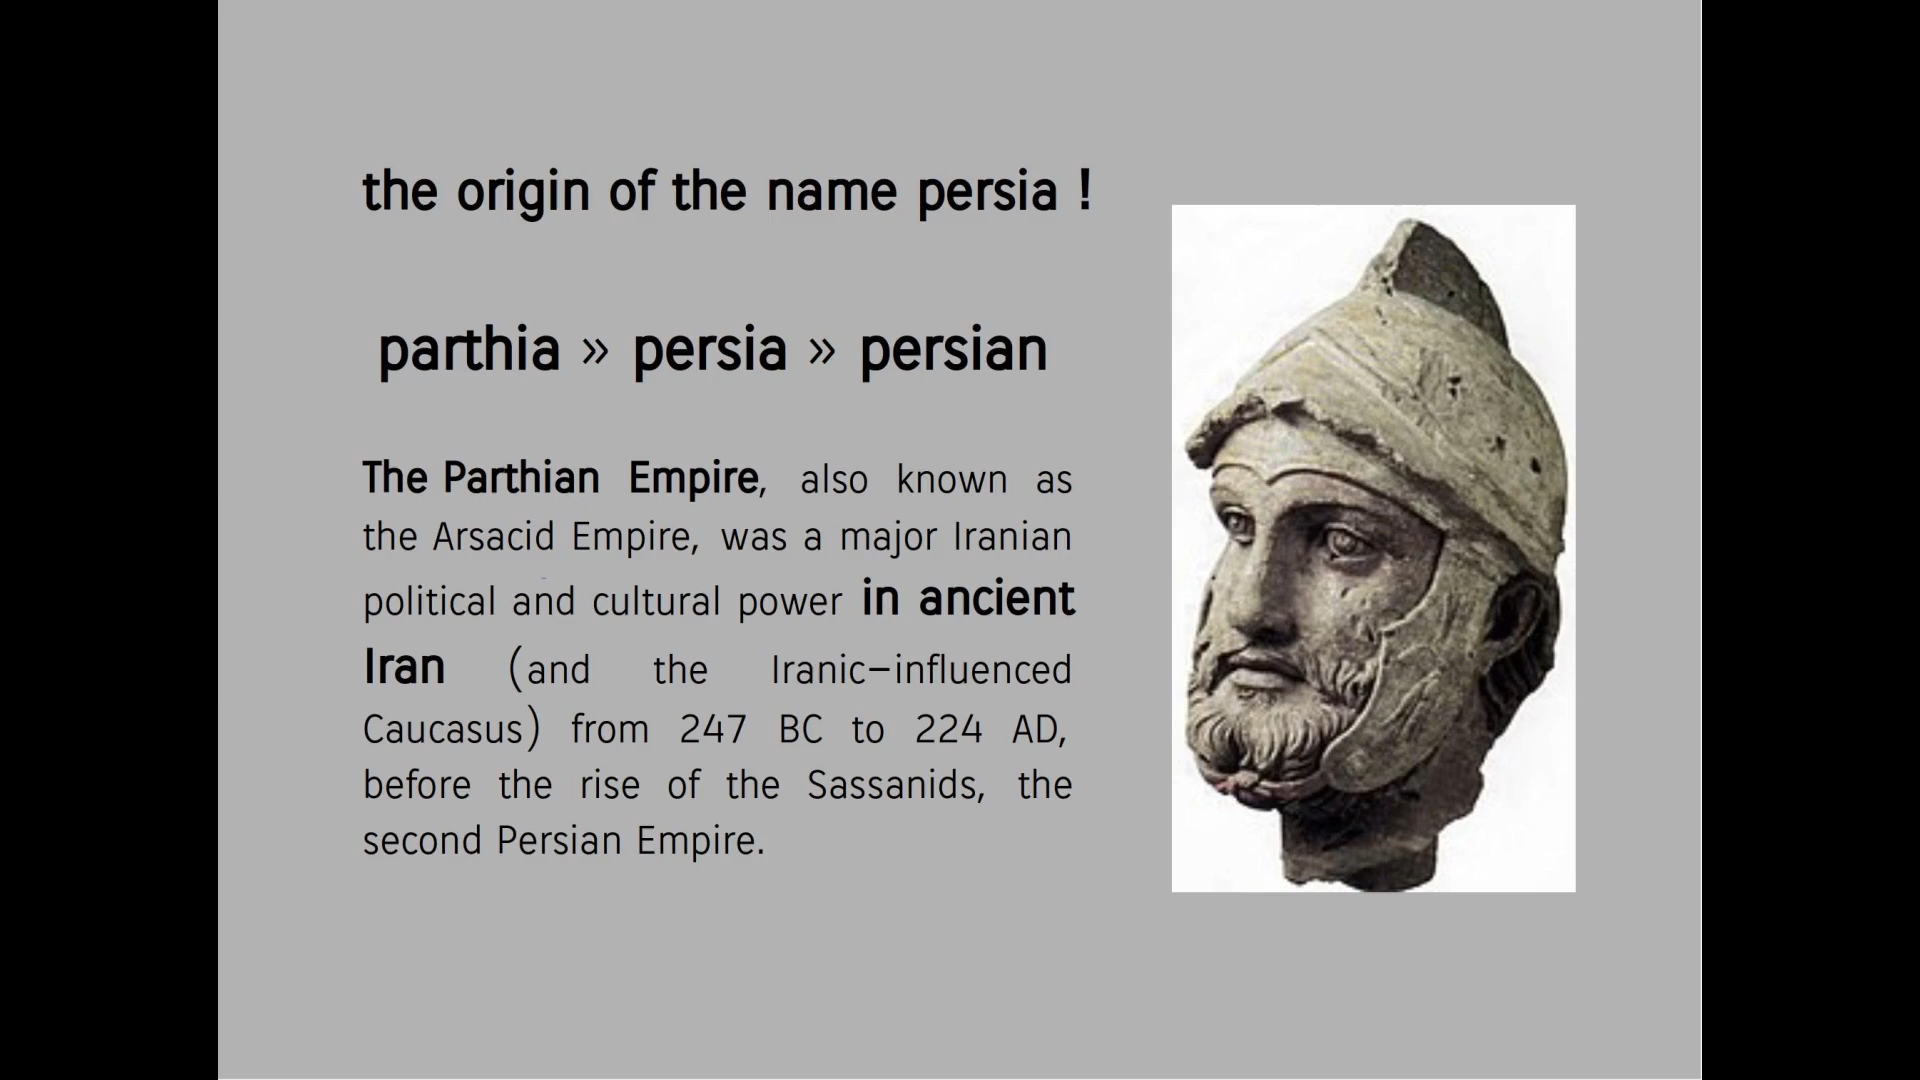 the origin of the name persia !
parthia » persia » persian
The Parthian Empire, also known as
the Arsacid Empire, was a major Iranian
political and cultural power in ancient
Iran (and the Iranic–influenced
Caucasus) from 247 BC to 224 AD,
before the rise of the Sassanids, the
second Persian Empire.